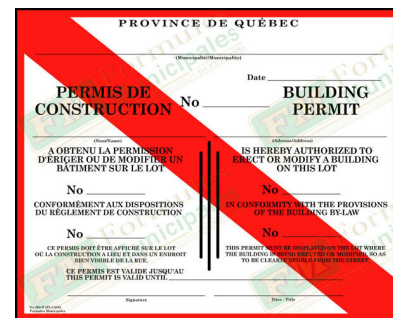 PROVINCE DE QUÉBEC
(Municipalité/Municipality)
Date
PERMIS DE CONSTRUCTION
No
BUILDING PERMIT
(Nom/Name)
(Adresse/Address)
A OBTENU LA PERMISSION
D'ÉRIGER OU DE MODIFIER UN
BÂTIMENT SUR LE LOT
No
CONFORMÉMENT AUX DISPOSITIONS
DU RÈGLEMENT DE CONSTRUCTION
No
CE PERMIS DOIT ÊTRE AFFICHÉ SUR LE LOT
OÙ LA CONSTRUCTION A LIEU ET DANS UN ENDROIT
BIEN VISIBLE DE LA RUE.
IS HEREBY AUTHORIZED TO
ERECT OR MODIFY A BUILDING
ON THIS LOT
No
IN CONFORMITY WITH THE PROVISIONS
OF THE BUILDING BY-LAW
No
THIS PERMIT MUST BE DISPLAYED ON THE LOT WHERE
THE BUILDING IS BEING ERECTED OR MODIFIED, SO AS
TO BE CLEARLY VISIBLE FROM THE STREET
CE PERMIS EST VALIDE JUSQU'AU
THIS PERMIT IS VALID UNTIL
Signature
Titre - Title
Formules Municipales